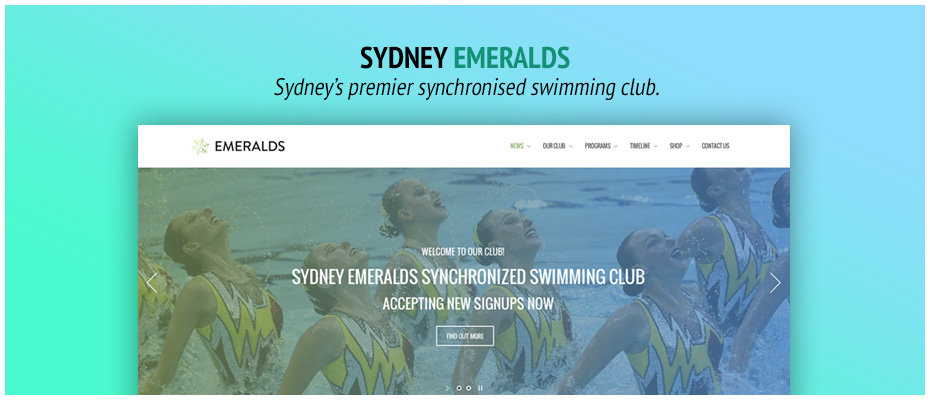 SYDNEY EMERALDS
Sydney's premier synchronised swimming club.
EMERALDS
NEWS OUR CLUB PROGRAMS TIMELINE SHOP CONTACT US
WELCOME TO OUR CLUB!
SYDNEY EMERALDS SYNCHRONIZED SWIMMING CLUB
ACCEPTING NEW SIGNUPS NOW
FIND OUT MORE